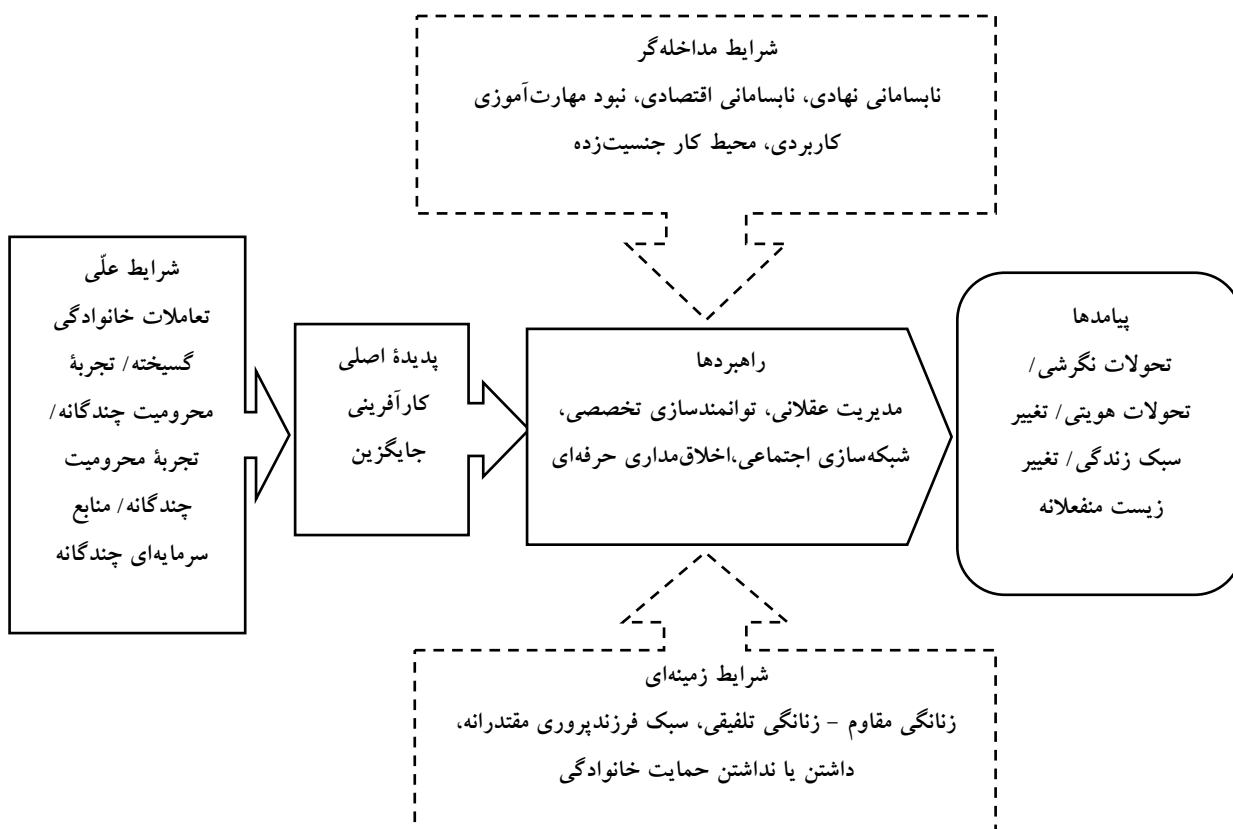 شرایط مداخله‌گر
نابسامانی نهادی، نابسامانی اقتصادی، نبود مهارت‌آموزی
کاربردی، محیط کار جنسیت‌زده
شرایط علّی
تعاملات خانوادگی
گسیخته/ تجربۀ
محرومیت چندگانه/
تجربۀ محرومیت
چندگانه/ منابع
سرمایه‌ای چندگانه
پدیدۀ اصلی
کارآفرینی
جایگزین
راهبردها
مدیریت عقلانی، توانمندسازی تخصصی،
شبکه‌سازی اجتماعی،اخلاق‌مداری حرفه‌ای
پیامدها
تحولات نگرشی/
تحولات هویتی/ تغییر
سبک زندگی/ تغییر
زیست منفعلانه
شرایط زمینه‌ای
زنانگی مقاوم – زنانگی تلفیقی، سبک فرزندپروری مقتدرانه،
داشتن یا نداشتن حمایت خانوادگی